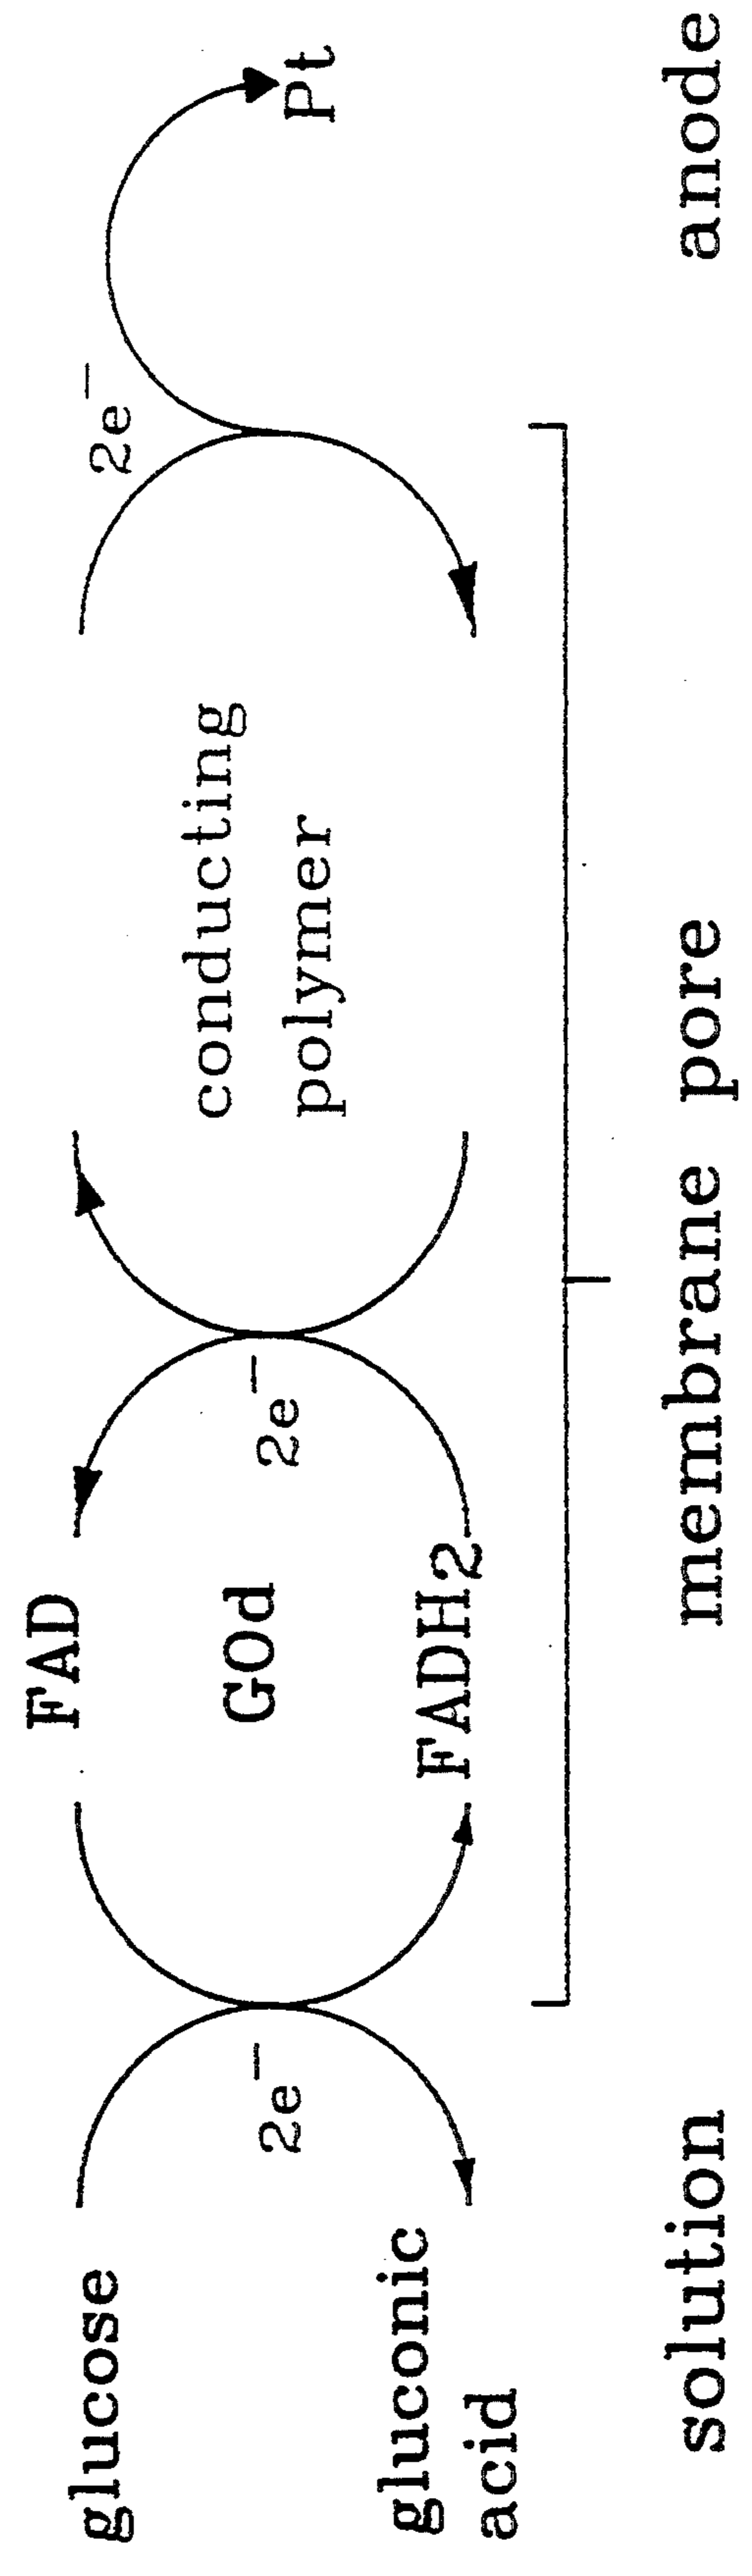 glucose
gluconic
acid
2e⁻
FAD
GOd
FADH₂
2e⁻
conducting
polymer
2e⁻
Pt
solution
membrane pore
anode